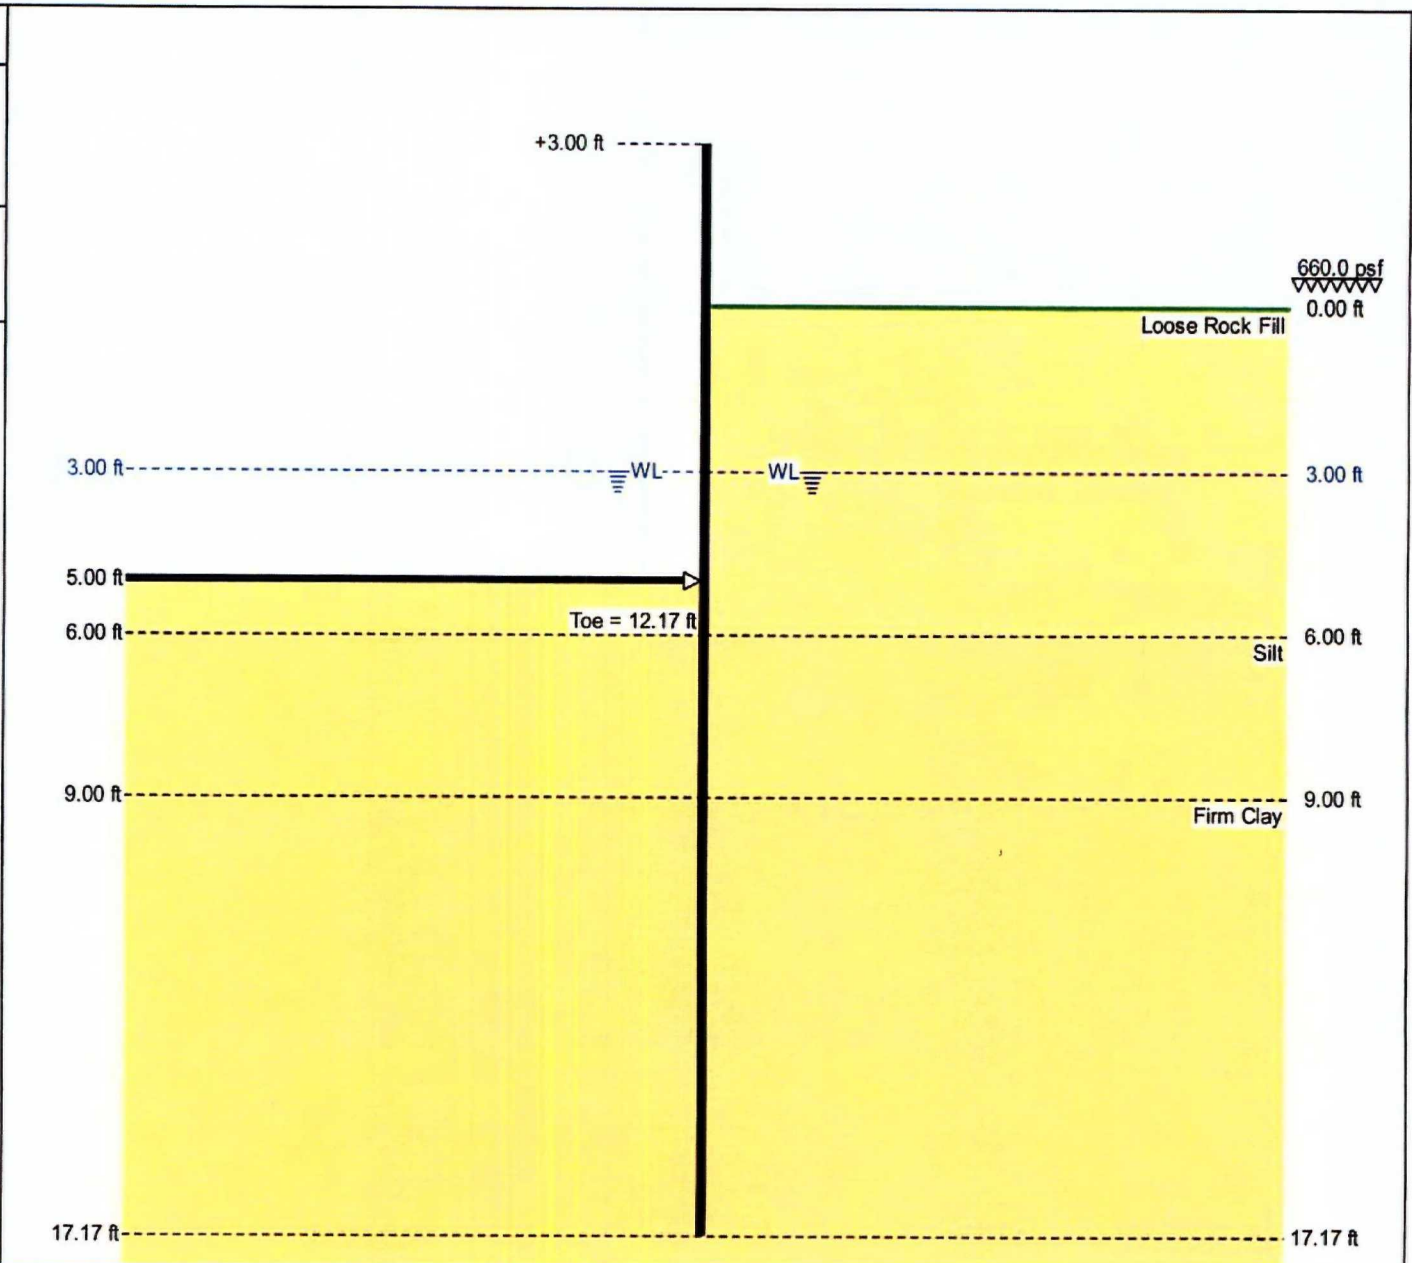 +3.00 ft
660.0 psf
0.00 ft
Loose Rock Fill
3.00 ft
WL
WL
3.00 ft
5.00 ft
Toe = 12.17 ft
6.00 ft
6.00 ft
Silt
9.00 ft
9.00 ft
Firm Clay
17.17 ft
17.17 ft